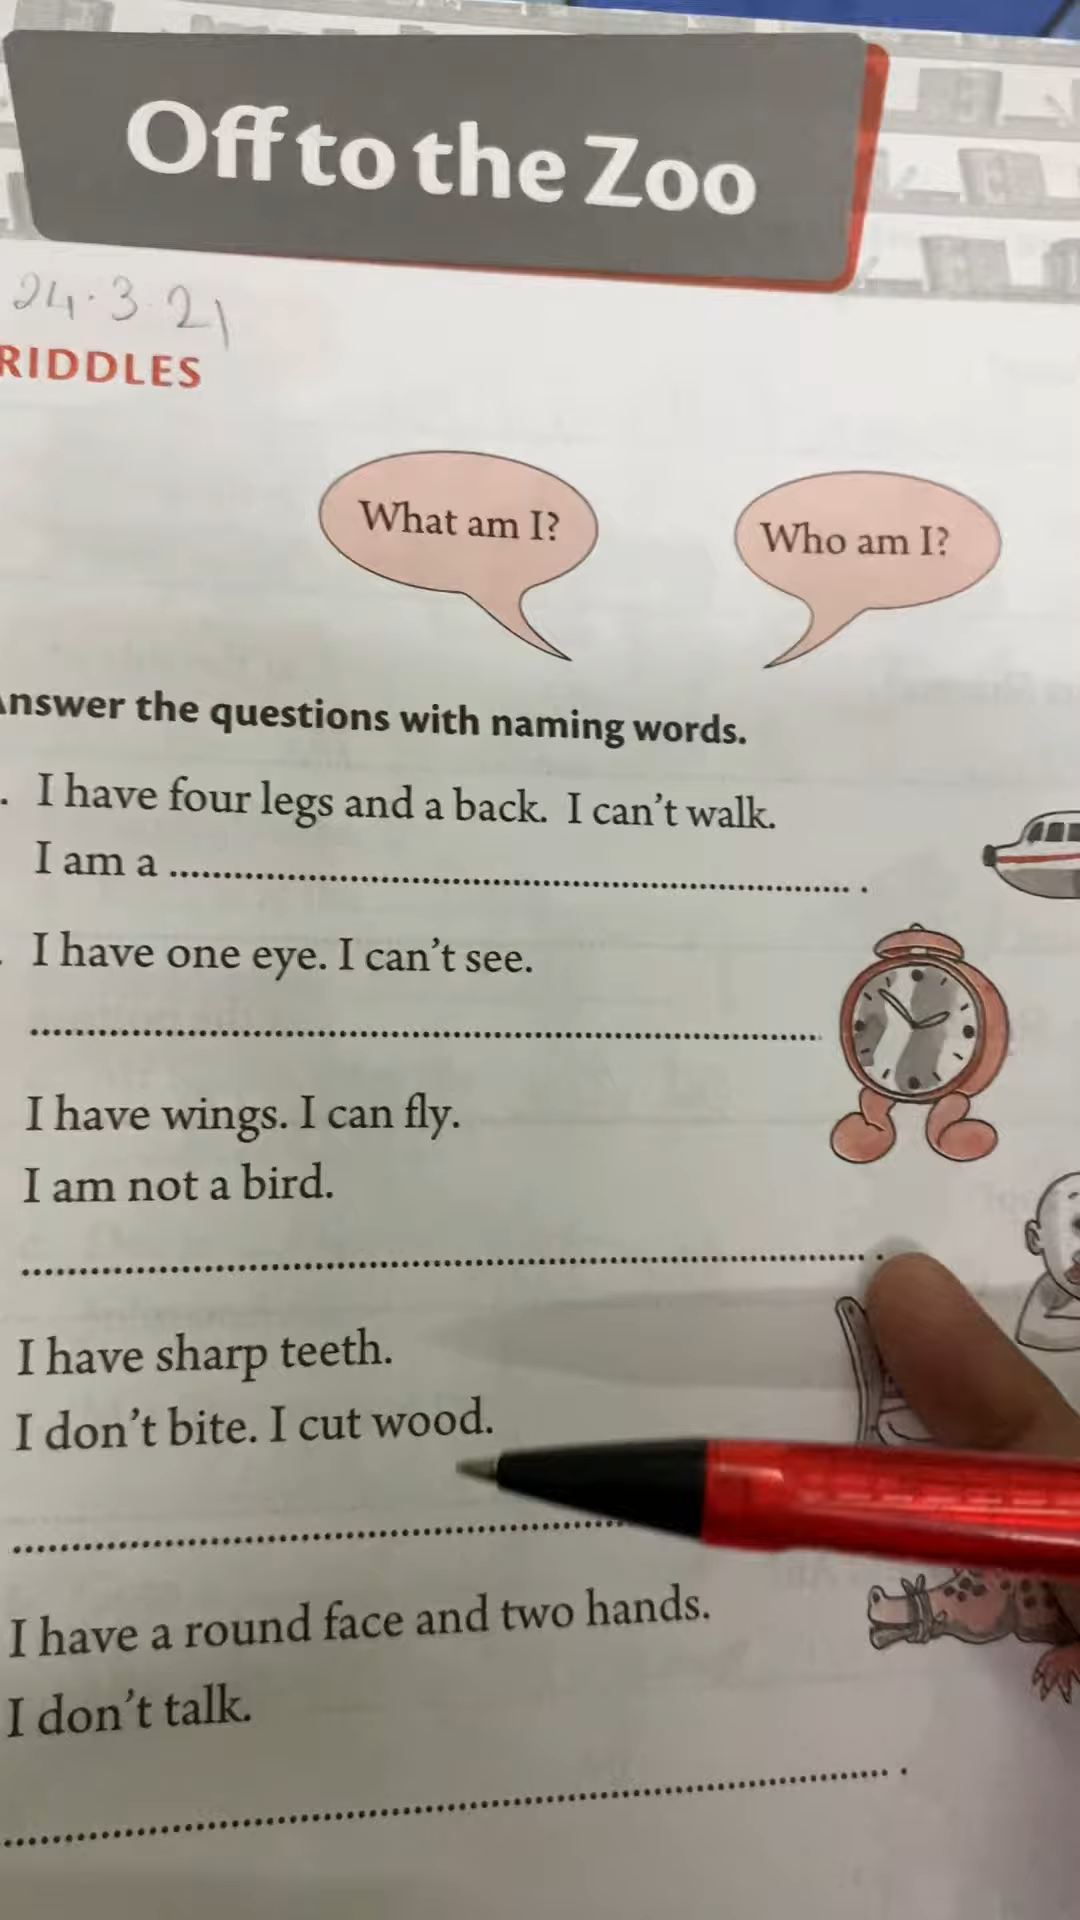 Off to the Zoo
24.3.21
RIDDLES
What am I?
Who am I?
Answer the questions with naming words.
. I have four legs and a back. I can't walk.
I am a ........................................ .
. I have one eye. I can't see.
........................................
I have wings. I can fly.
I am not a bird.
........................................ .
I have sharp teeth.
I don't bite. I cut wood.
........................................
I have a round face and two hands.
I don't talk.
........................................ .